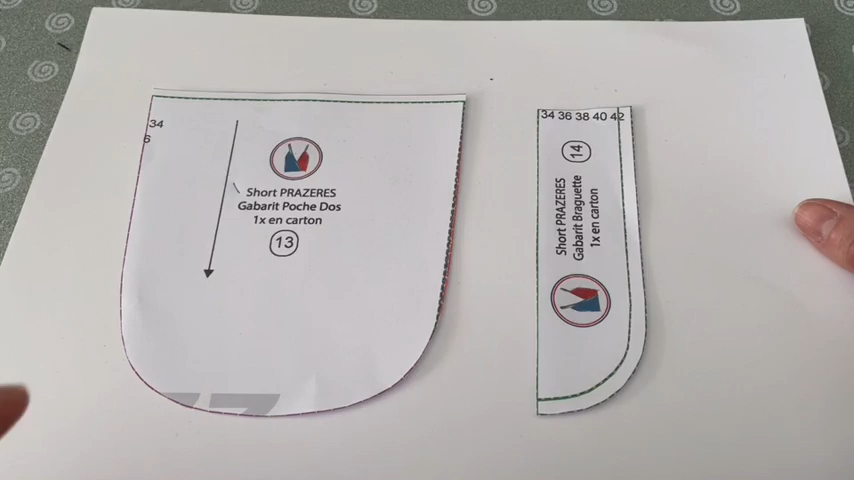 34
6
Short PRAZERES
Gabarit Poche Dos
1x en carton
13
34 36 38 40 42
14
Short PRAZERES
Gabarit Braguette
1x en carton